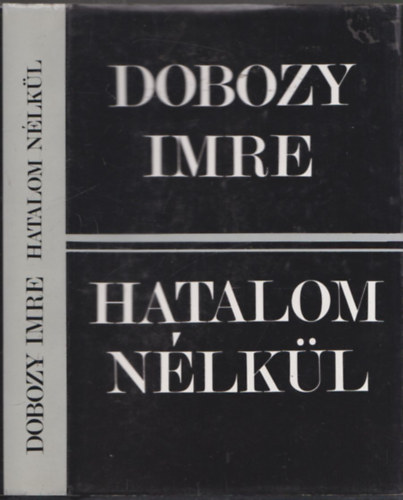 DOBOZY IMRE HATALOM NÉLKÜL
DOBOZY
IMRE
HATALOM
NÉLKÜL